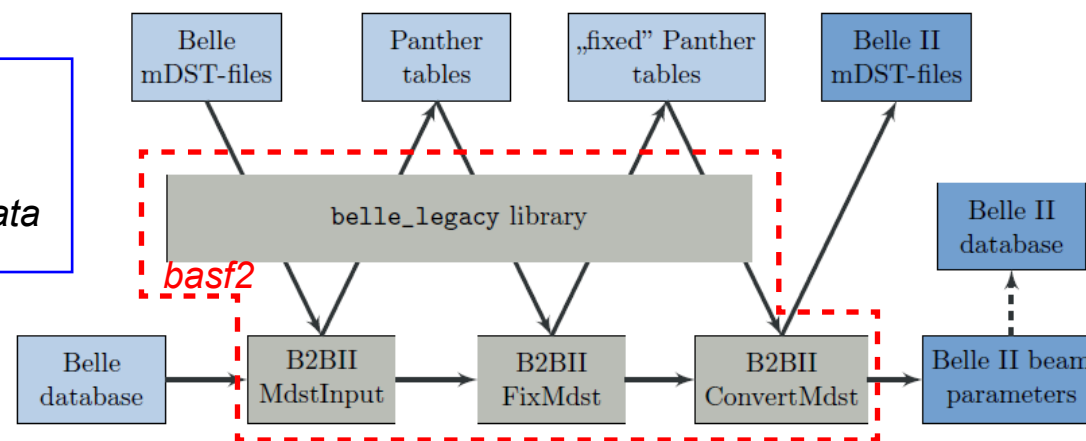 Belle
mDST-files
Panther
tables
„fixed” Panther
tables
Belle II
mDST-files
belle_legacy library
basf2
Belle II
database
Belle
database
B2BII
MdstInput
B2BII
FixMdst
B2BII
ConvertMdst
Belle II beam
parameters